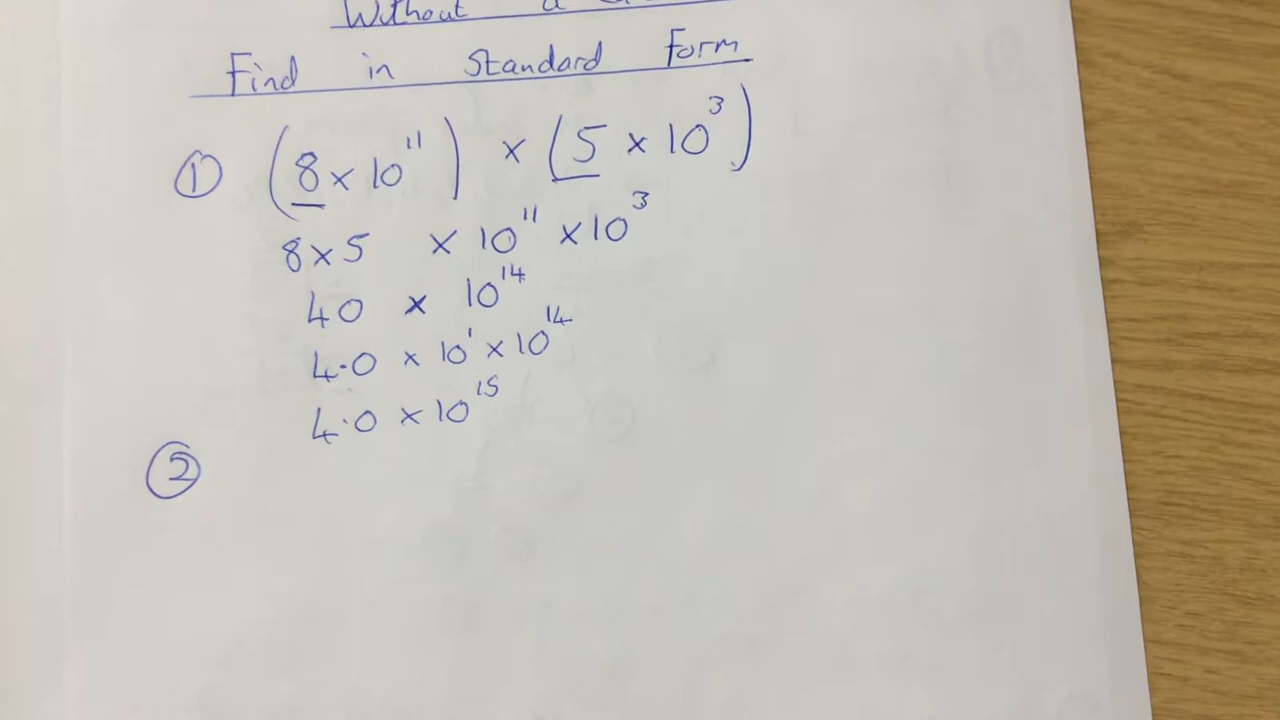 Without a
Find in Standard Form
① (8 × 10¹¹) × (5 × 10³)
8 × 5 × 10¹¹ × 10³
40 × 10¹⁴
4·0 × 10¹ × 10¹⁴
4·0 × 10¹⁵
②